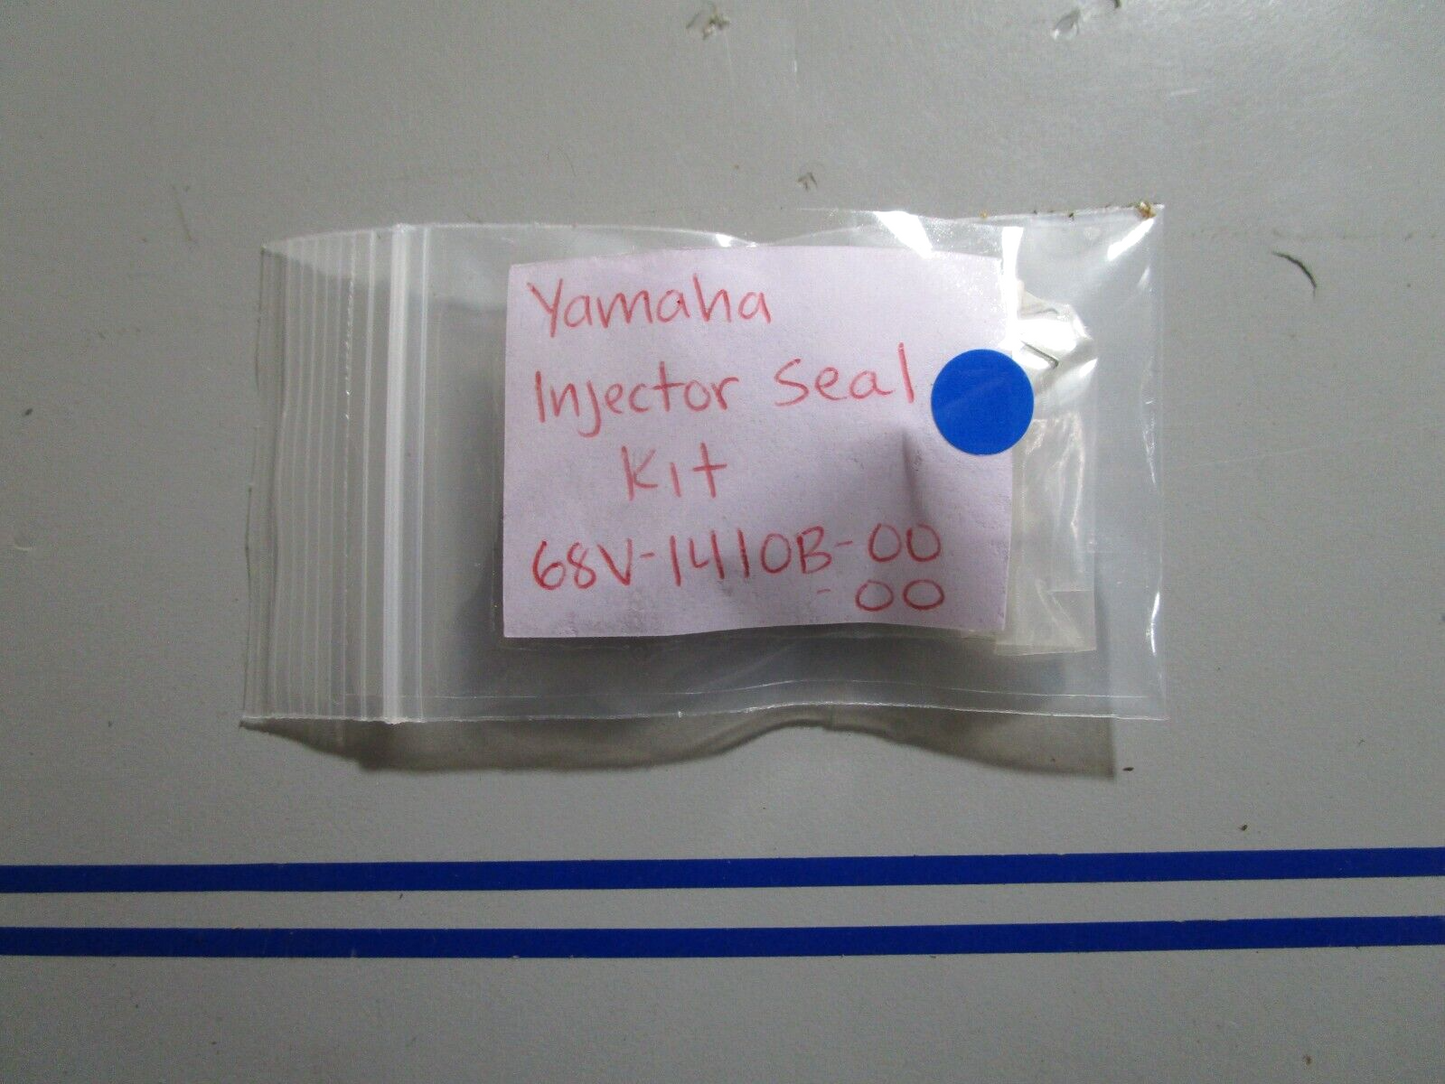 Yamaha
Injector Seal
Kit
68V-1410B-00
-00